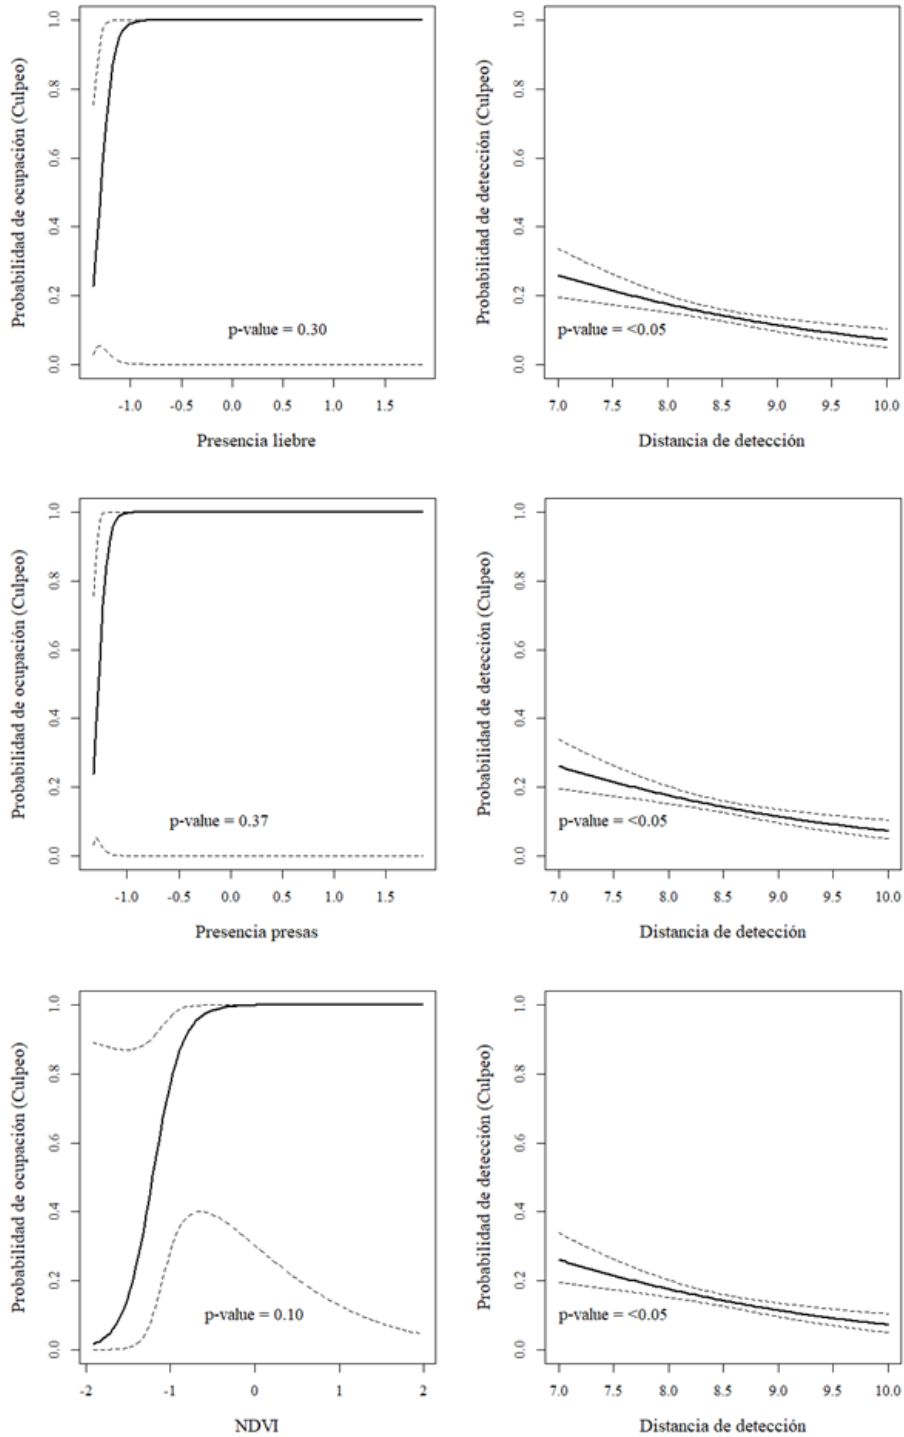 Probabilidad de ocupación (Culpeo)
1.0
0.8
0.6
0.4
0.2
0.0
p-value = 0.30
-1.0 -0.5 0.0 0.5 1.0 1.5
Presencia liebre
Probabilidad de detección (Culpeo)
1.0
0.8
0.6
0.4
0.2
0.0
p-value = <0.05
7.0 7.5 8.0 8.5 9.0 9.5 10.0
Distancia de detección
Probabilidad de ocupación (Culpeo)
1.0
0.8
0.6
0.4
0.2
0.0
p-value = 0.37
-1.0 -0.5 0.0 0.5 1.0 1.5
Presencia presas
Probabilidad de detección (Culpeo)
1.0
0.8
0.6
0.4
0.2
0.0
p-value = <0.05
7.0 7.5 8.0 8.5 9.0 9.5 10.0
Distancia de detección
Probabilidad de ocupación (Culpeo)
1.0
0.8
0.6
0.4
0.2
0.0
p-value = 0.10
-2 -1 0 1 2
NDVI
Probabilidad de detección (Culpeo)
1.0
0.8
0.6
0.4
0.2
0.0
p-value = <0.05
7.0 7.5 8.0 8.5 9.0 9.5 10.0
Distancia de detección